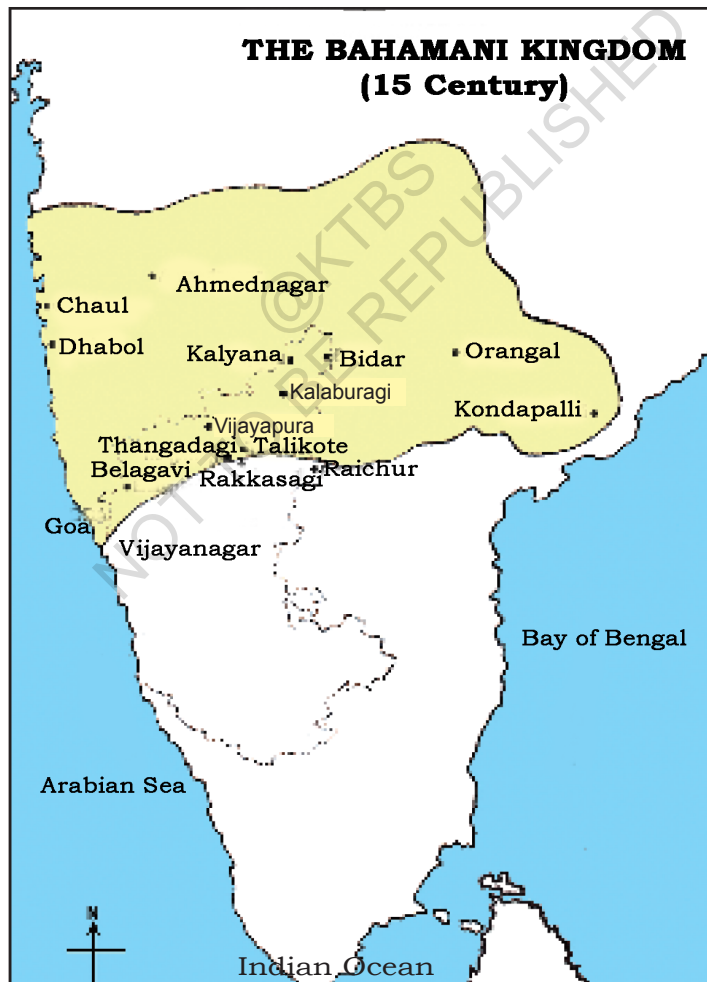 THE BAHAMANI KINGDOM
(15 Century)
@KTBS
NOT TO BE REPUBLISHED
Ahmednagar
Chaul
Dhabol
Kalyana
Bidar
Orangal
Kalaburagi
Kondapalli
Vijayapura
Thangadagi
Talikote
Belagavi
Rakkasagi
Raichur
Goa
Vijayanagar
Bay of Bengal
Arabian Sea
N
Indian Ocean